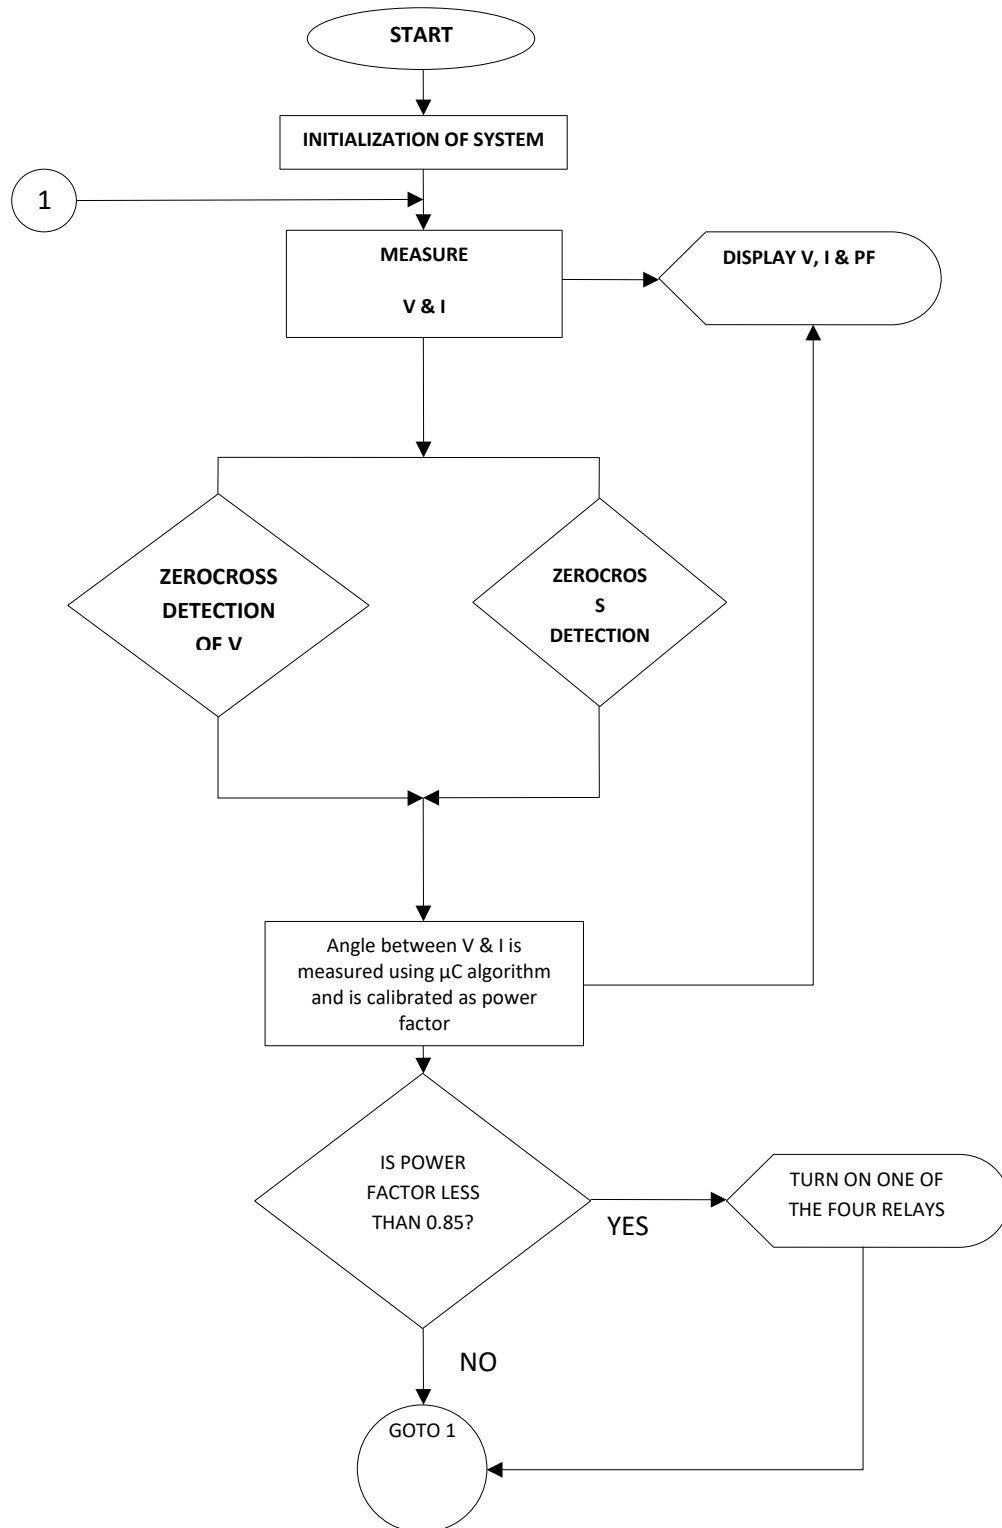 START
INITIALIZATION OF SYSTEM
1
MEASURE
V & I
DISPLAY V, I & PF
ZEROCROSS
DETECTION
OF V
ZEROCROS
S
DETECTION
Angle between V & I is
measured using µC algorithm
and is calibrated as power
factor
IS POWER
FACTOR LESS
THAN 0.85?
YES
TURN ON ONE OF
THE FOUR RELAYS
NO
GOTO 1